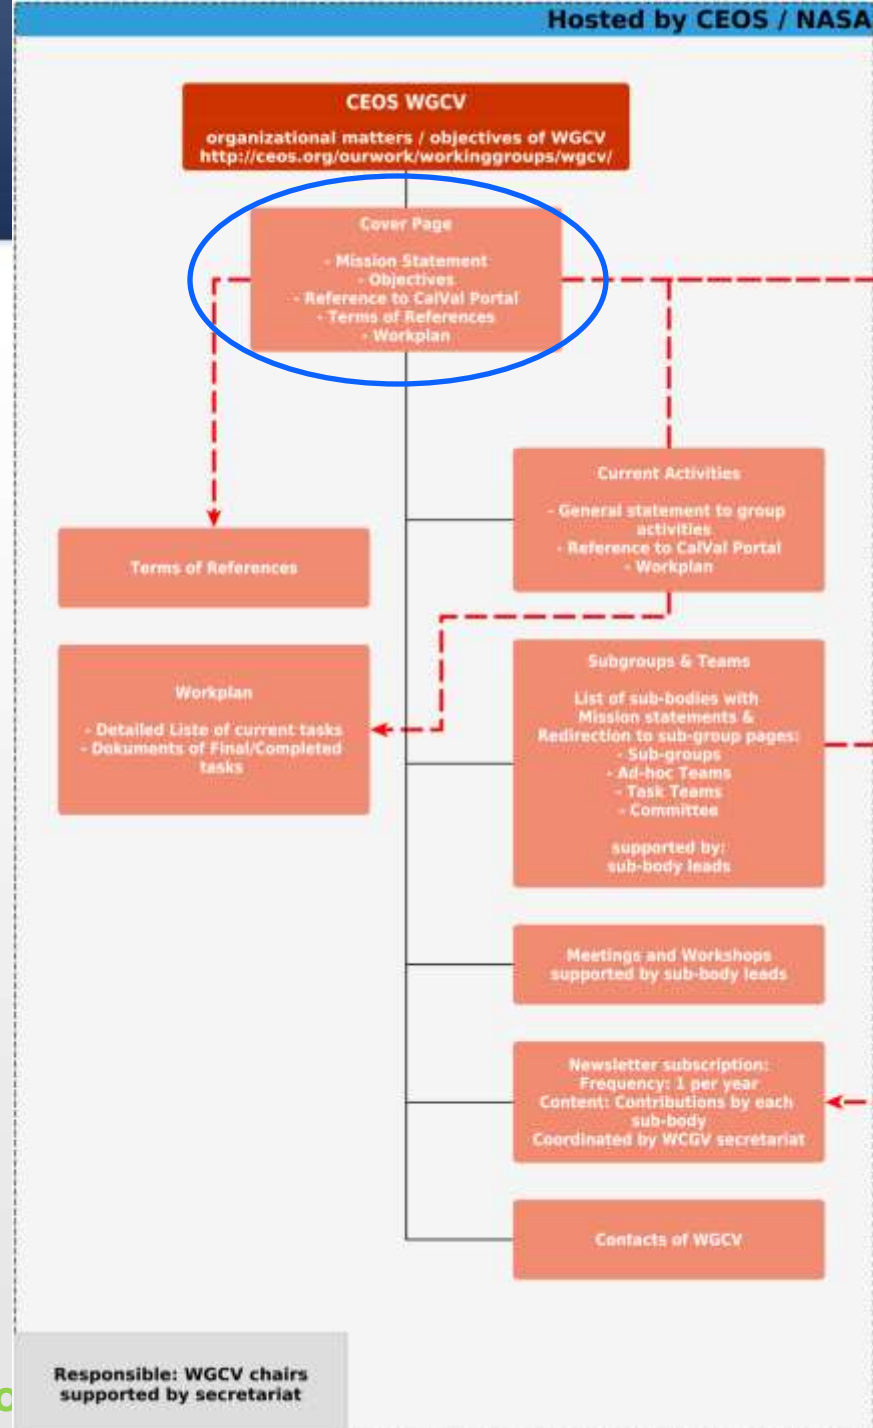 Hosted by CEOS / NASA
CEOS WGCV
organizational matters / objectives of WGCV
http://ceos.org/ourwork/workinggroups/wgcv/
Cover Page
- Mission Statement
- Objectives
- Reference to CalVal Portal
- Terms of References
- Workplan
Current Activities
- General statement to group
activities
- Reference to CalVal Portal
- Workplan
Terms of References
Workplan
- Detailed Liste of current tasks
- Dokuments of Final/Completed
tasks
Subgroups & Teams
List of sub-bodies with
Mission statements &
Redirection to sub-group pages:
- Sub-groups
- Ad-hoc Teams
- Task Teams
- Committee
supported by:
sub-body leads
Meetings and Workshops
supported by sub-body leads
Newsletter subscription:
Frequency: 1 per year
Content: Contributions by each
sub-body
Coordinated by WCGV secretariat
Contacts of WGCV
Responsible: WGCV chairs
supported by secretariat